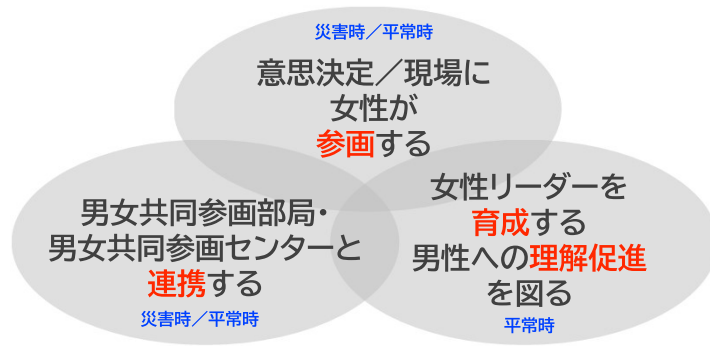 災害時／平常時
意思決定／現場に
女性が
参画する
男女共同参画部局・
男女共同参画センターと
連携する
災害時／平常時
女性リーダーを
育成する
男性への理解促進
を図る
平常時